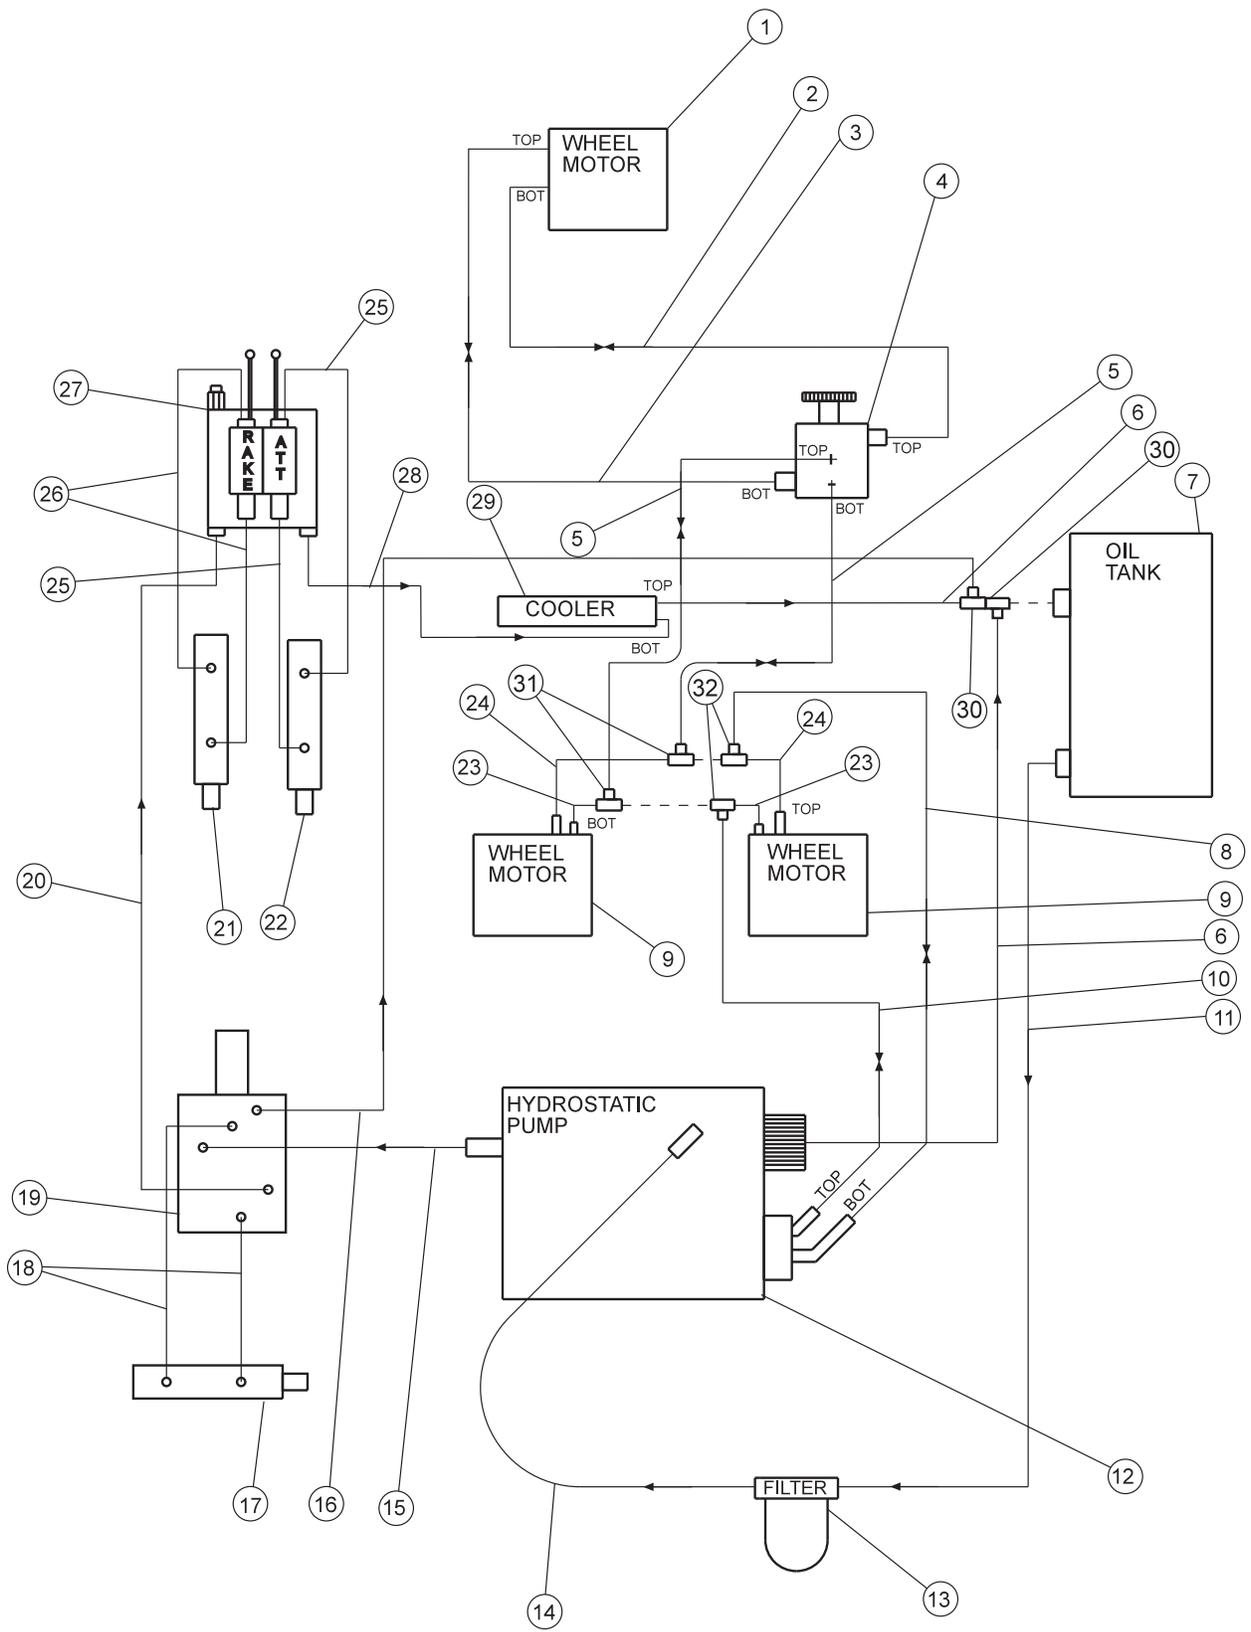 1
2
TOP
WHEEL
MOTOR
3
BOT
4
25
5
27
6
RAKE
ATT
TOP
TOP
30
28
26
BOT
7
29
BOT
5
OIL
TANK
25
TOP
COOLER
BOT
31
32
30
24
24
23
23
BOT
TOP
8
WHEEL
MOTOR
WHEEL
MOTOR
20
9
21
22
6
9
10
11
HYDROSTATIC
PUMP
TOP
BOT
19
18
12
FILTER
17
16
15
13
14